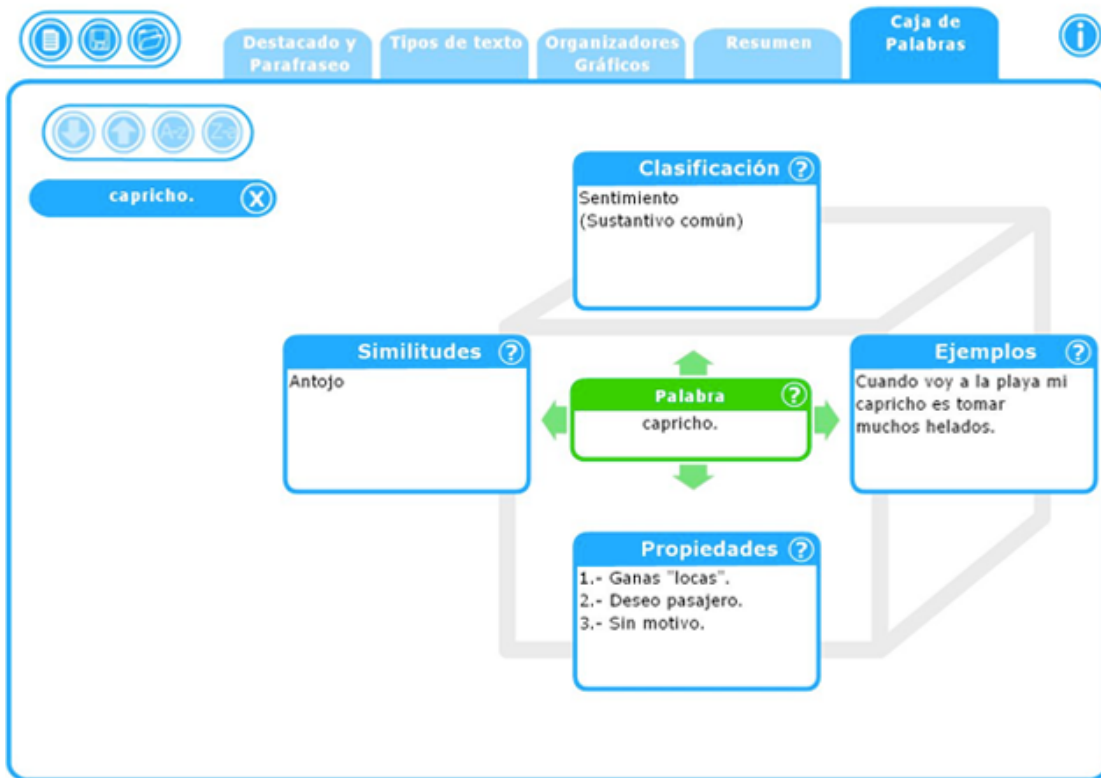 Destacado y
Parafraseo
Tipos de texto
Organizadores
Gráficos
Resumen
Caja de
Palabras
i
A-z
Z-a
capricho.
X
Clasificación ?
Sentimiento
(Sustantivo común)
Similitudes ?
Antojo
Palabra ?
capricho.
Ejemplos ?
Cuando voy a la playa mi
capricho es tomar
muchos helados.
Propiedades ?
1.- Ganas "locas".
2.- Deseo pasajero.
3.- Sin motivo.